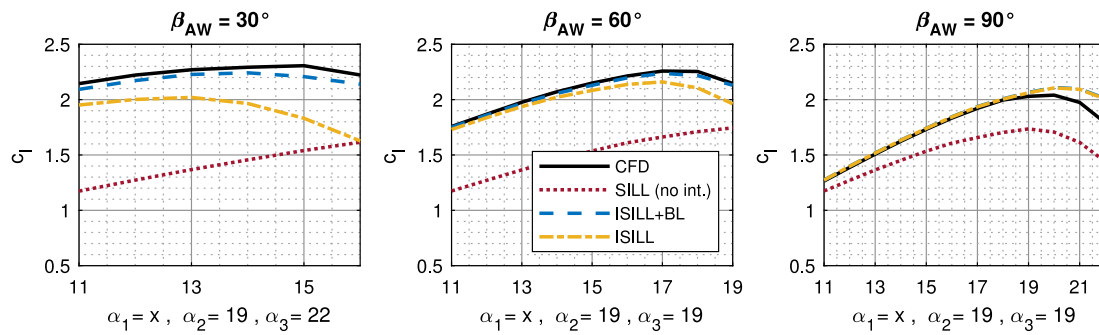 β_AW = 30°
2.5
2
1.5
1
0.5
c_l
11 13 15
α_1 = x , α_2 = 19 , α_3 = 22
β_AW = 60°
2.5
2
1.5
1
0.5
c_l
11 13 15 17 19
α_1 = x , α_2 = 19 , α_3 = 19
CFD
SILL (no int.)
ISILL+BL
ISILL
β_AW = 90°
2.5
2
1.5
1
0.5
c_l
11 13 15 17 19 21
α_1 = x , α_2 = 19 , α_3 = 19